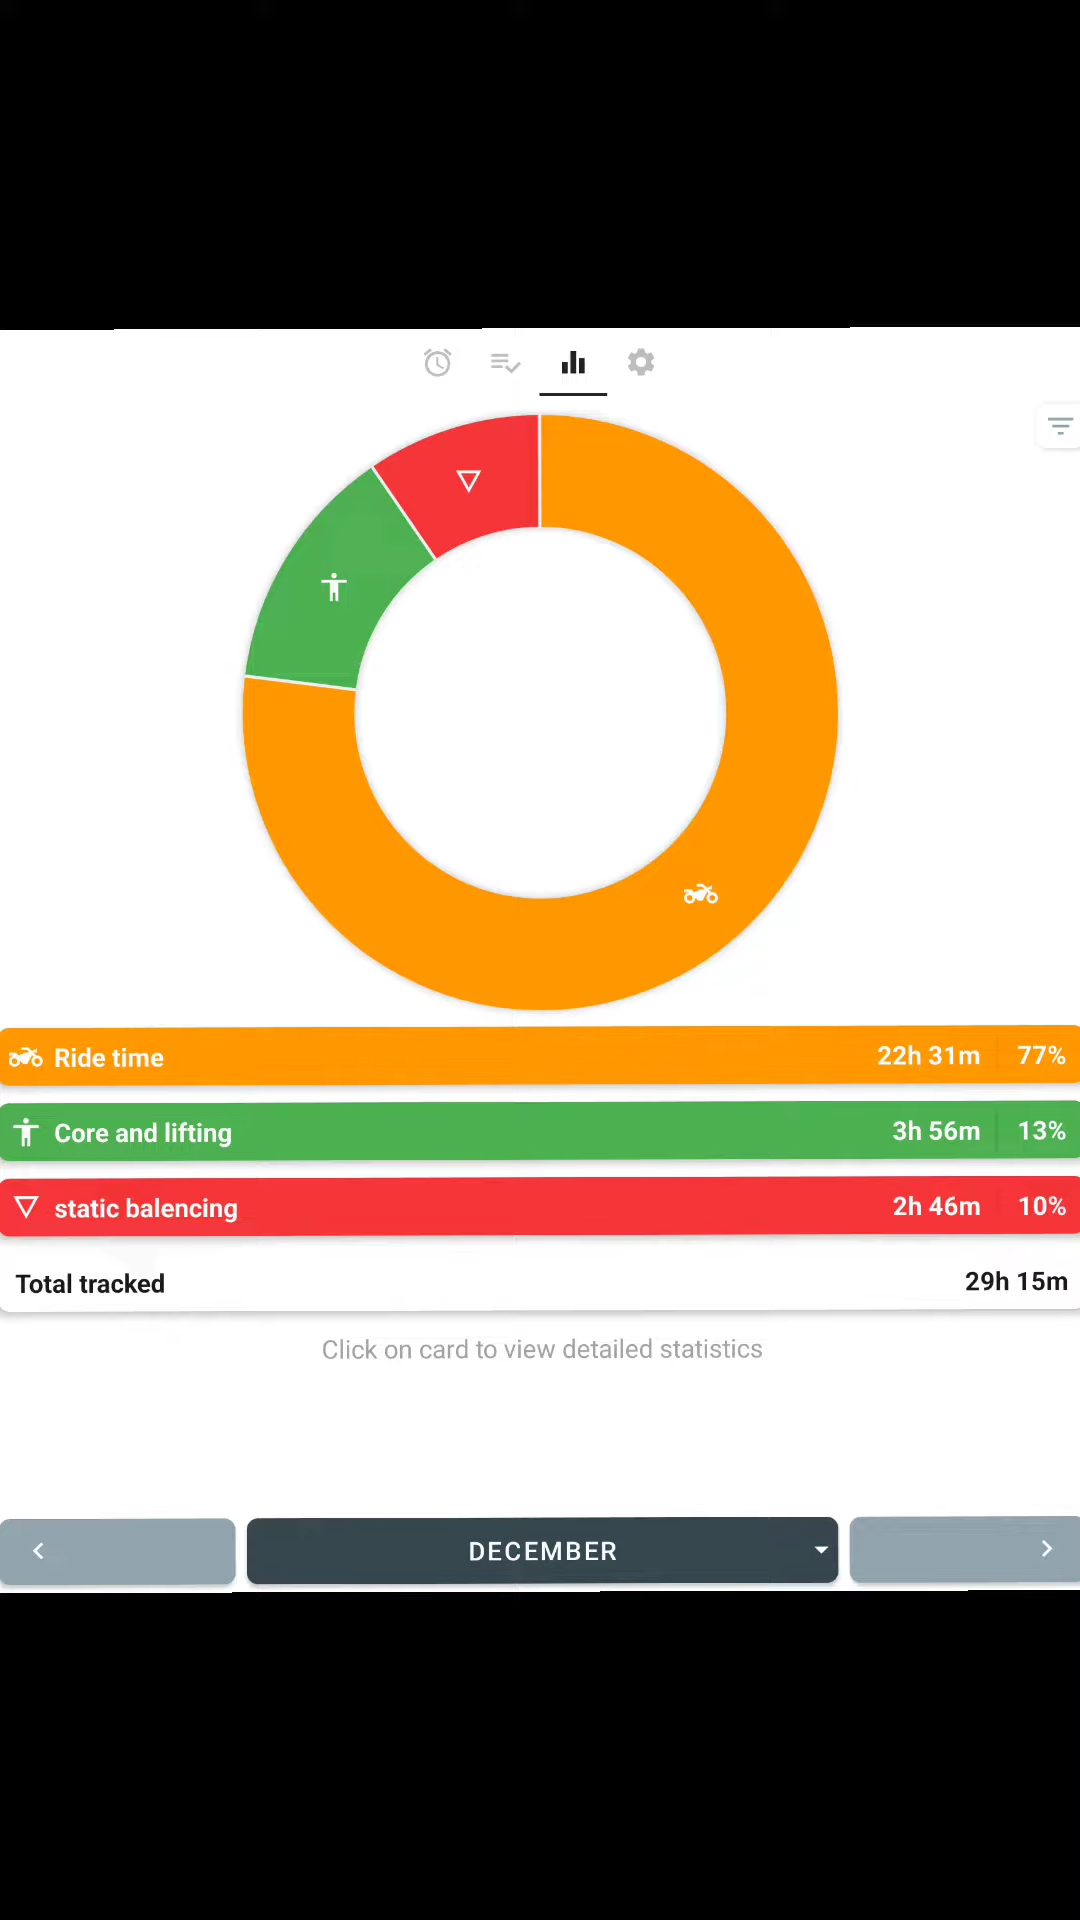 Ride time 22h 31m 77%
Core and lifting 3h 56m 13%
static balencing 2h 46m 10%
Total tracked 29h 15m
Click on card to view detailed statistics
DECEMBER